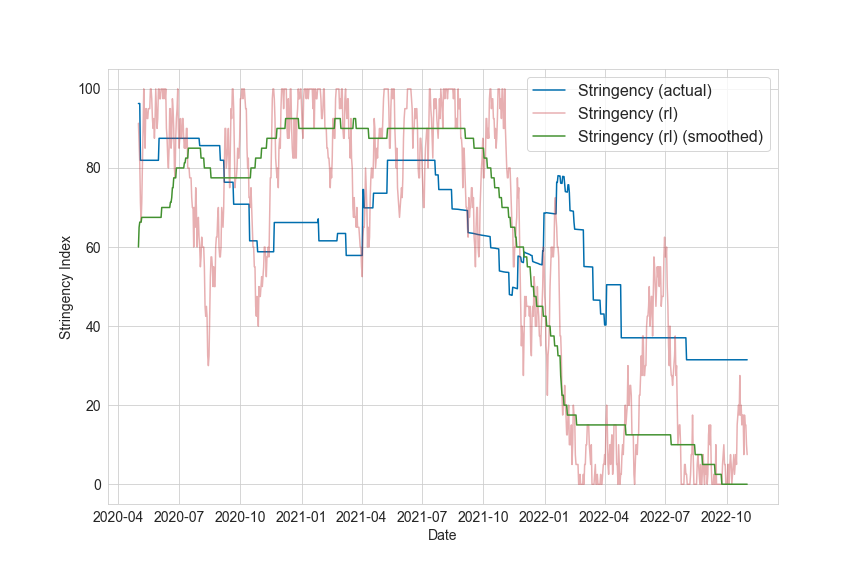 Stringency (actual)
Stringency (rl)
Stringency (rl) (smoothed)
Stringency Index
100
80
60
40
20
0
2020-04 2020-07 2020-10 2021-01 2021-04 2021-07 2021-10 2022-01 2022-04 2022-07 2022-10
Date